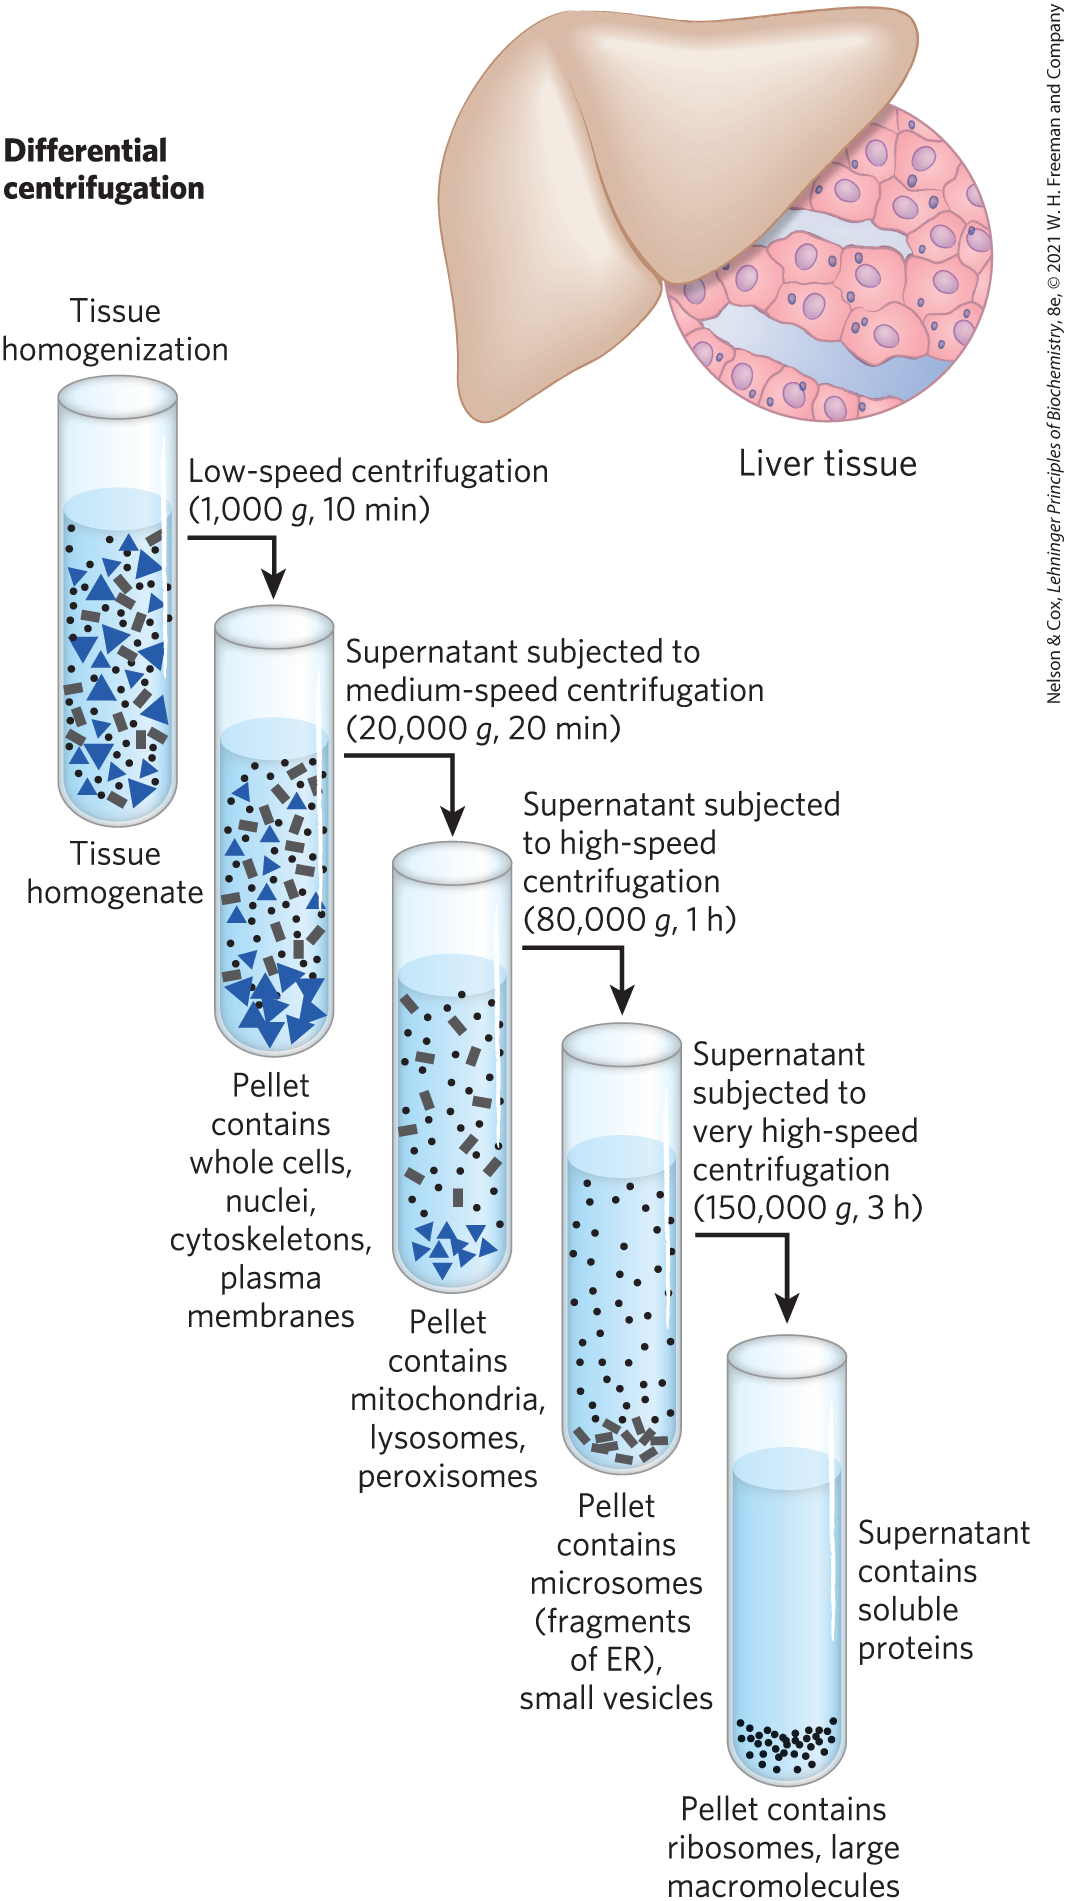 Differential
centrifugation
Nelson & Cox, Lehninger Principles of Biochemistry, 8e, © 2021 W. H. Freeman and Company
Liver tissue
Tissue
homogenization
Low-speed centrifugation
(1,000 g, 10 min)
Tissue
homogenate
Supernatant subjected to
medium-speed centrifugation
(20,000 g, 20 min)
Pellet
contains
whole cells,
nuclei,
cytoskeletons,
plasma
membranes
Supernatant subjected
to high-speed
centrifugation
(80,000 g, 1 h)
Pellet
contains
mitochondria,
lysosomes,
peroxisomes
Supernatant
subjected to
very high-speed
centrifugation
(150,000 g, 3 h)
Pellet
contains
microsomes
(fragments
of ER),
small vesicles
Supernatant
contains
soluble
proteins
Pellet contains
ribosomes, large
macromolecules